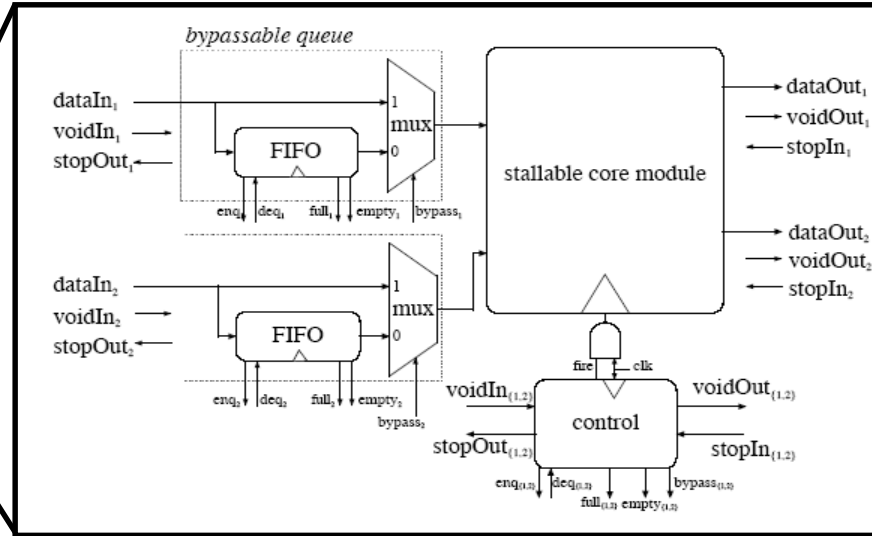 bypassable queue
dataIn₁
voidIn₁
stopOut₁
FIFO
1
mux
0
enq₁
deq₁
full₁
empty₁
bypass₁
stallable core module
dataOut₁
voidOut₁
stopIn₁
dataOut₂
voidOut₂
stopIn₂
dataIn₂
voidIn₂
stopOut₂
FIFO
1
mux
0
enq₂
deq₂
full₂
empty₂
bypass₂
fire
clk
voidIn{1,2}
stopOut{1,2}
control
voidOut{1,2}
stopIn{1,2}
enq{1,2}
deq{1,2}
full{1,2}
empty{1,2}
bypass{1,2}